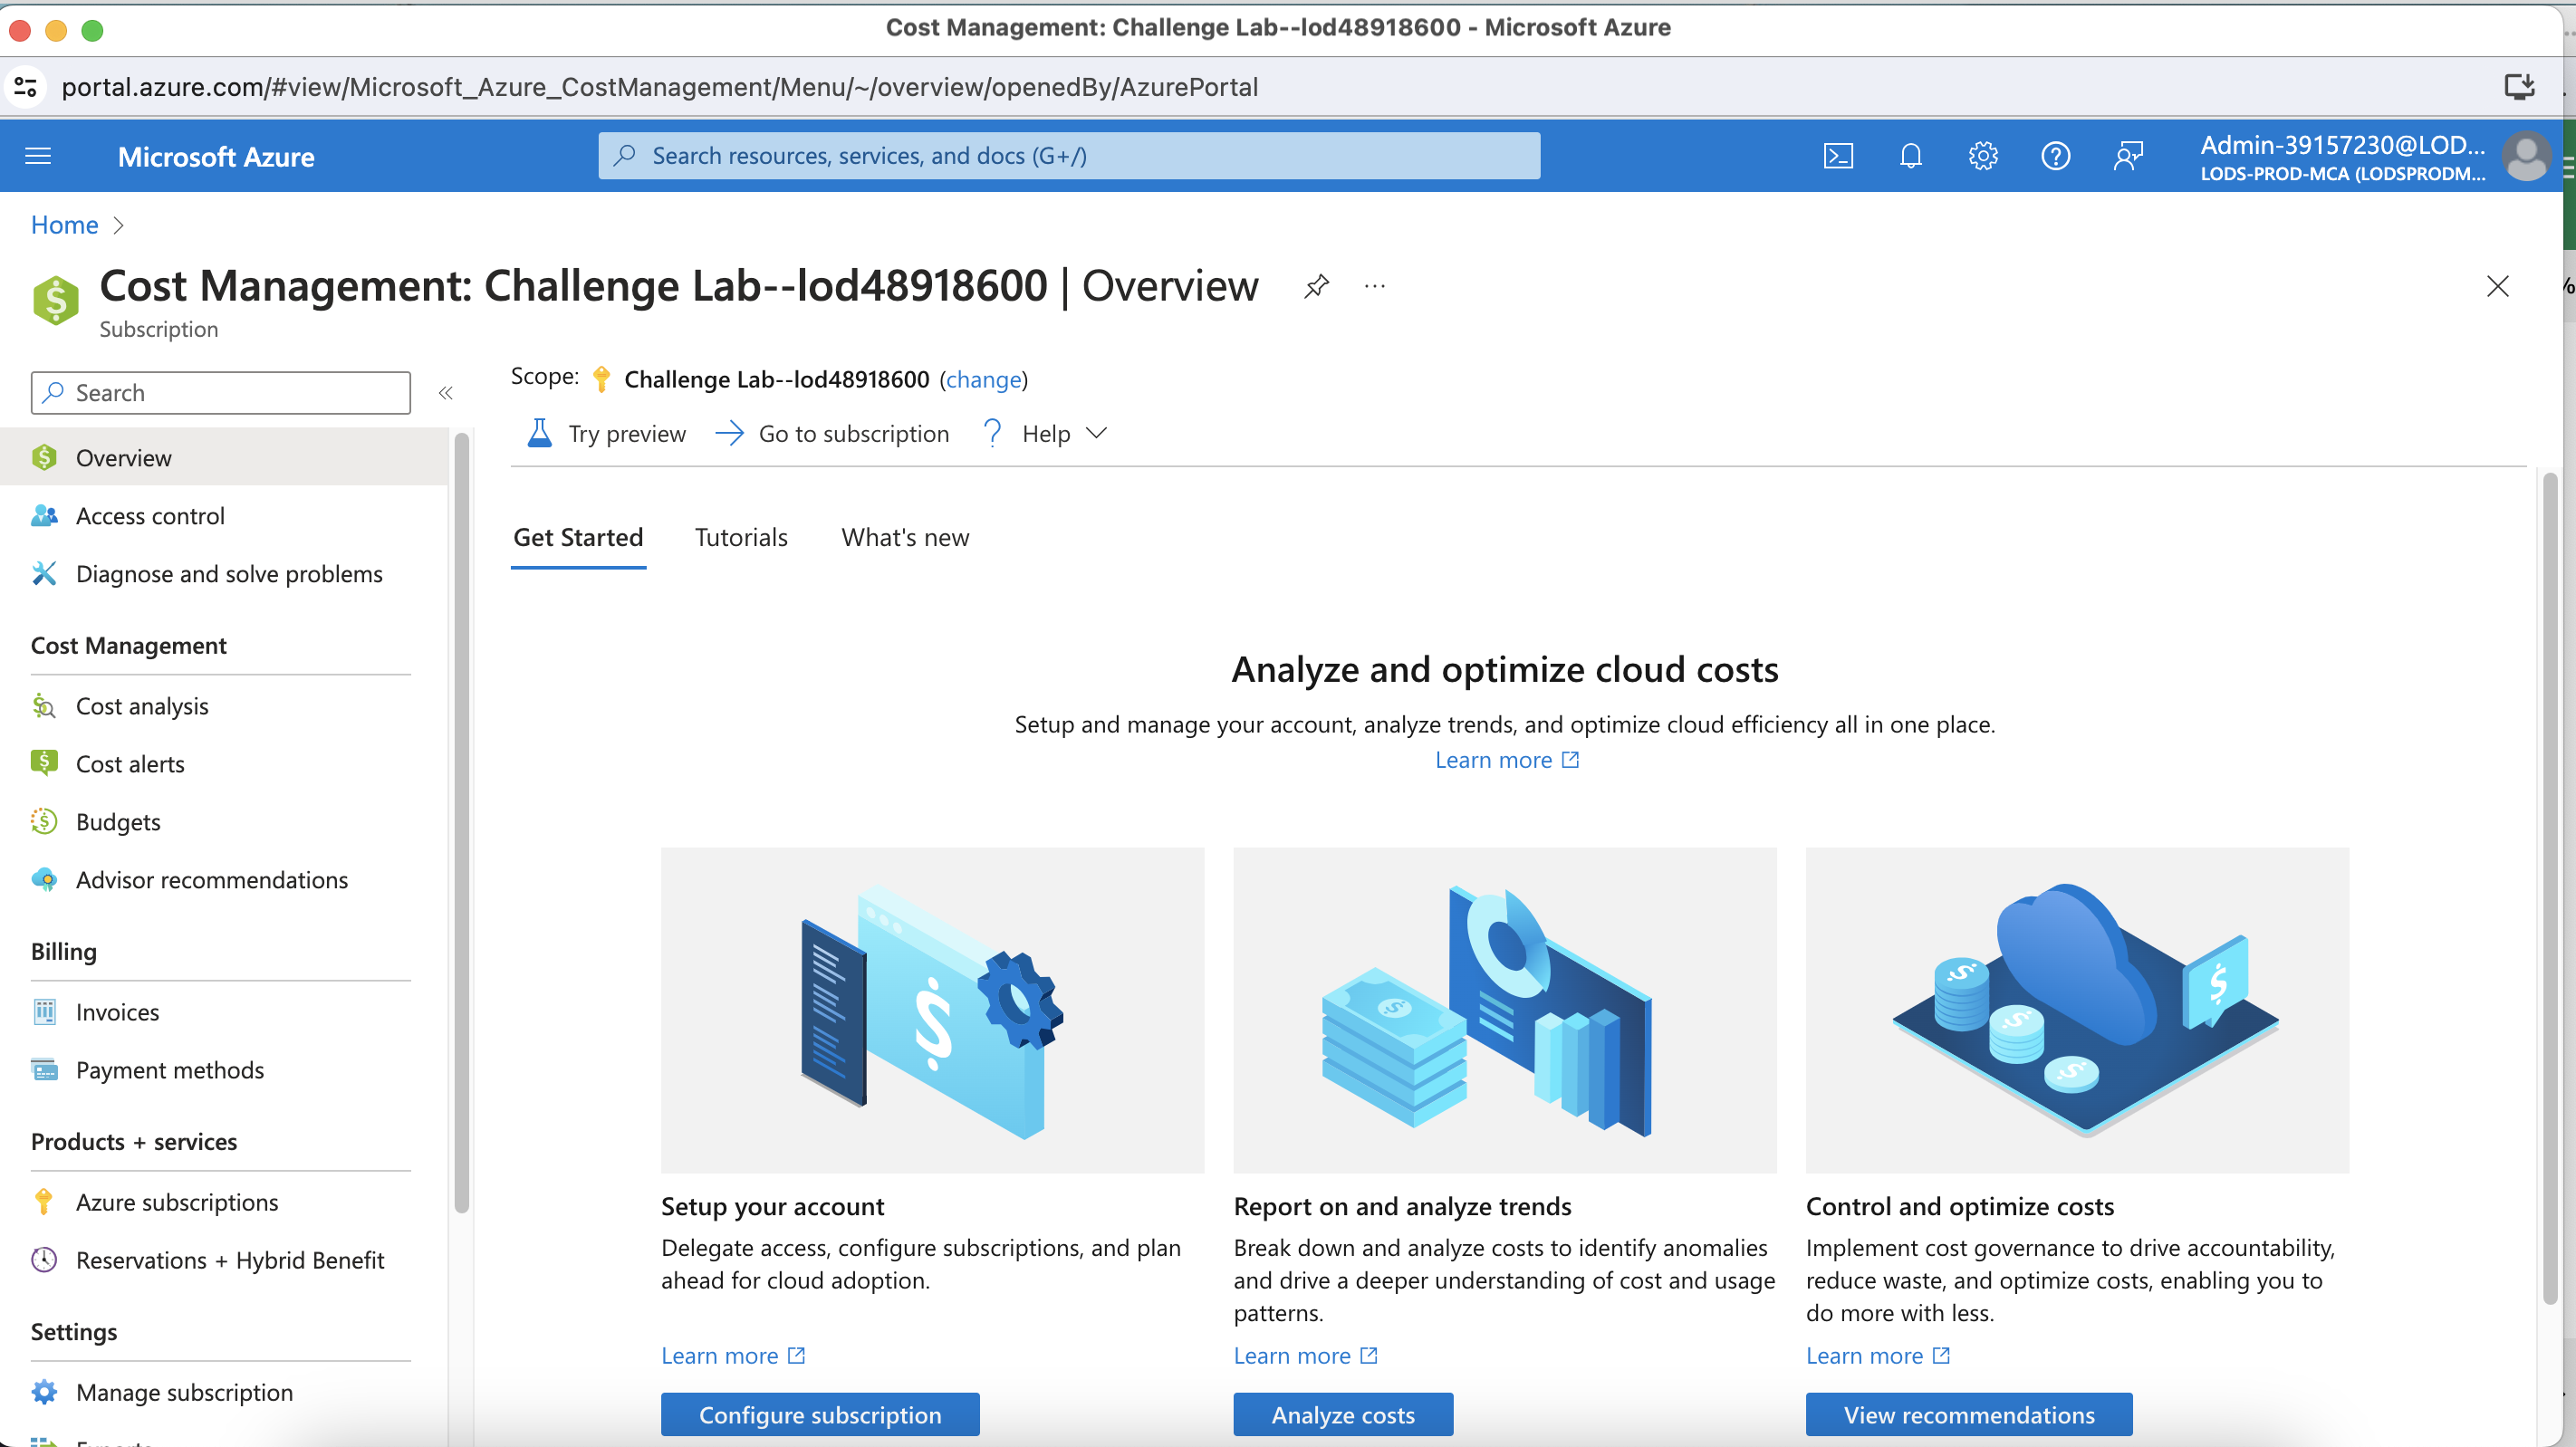 Cost Management: Challenge Lab--lod48918600 - Microsoft Azure
portal.azure.com/#view/Microsoft_Azure_CostManagement/Menu/~/overview/openedBy/AzurePortal
Microsoft Azure
Search resources, services, and docs (G+/)
Admin-39157230@LOD...
LODS-PROD-MCA (LODSPRODM...
Home
Cost Management: Challenge Lab--lod48918600 | Overview
Subscription
Search
Overview
Access control
Diagnose and solve problems
Cost Management
Cost analysis
Cost alerts
Budgets
Advisor recommendations
Billing
Invoices
Payment methods
Products + services
Azure subscriptions
Reservations + Hybrid Benefit
Settings
Manage subscription
Scope: Challenge Lab--lod48918600 (change)
Try preview
Go to subscription
Help
Get Started
Tutorials
What's new
Analyze and optimize cloud costs
Setup and manage your account, analyze trends, and optimize cloud efficiency all in one place.
Learn more
Setup your account
Delegate access, configure subscriptions, and plan
ahead for cloud adoption.
Learn more
Configure subscription
Report on and analyze trends
Break down and analyze costs to identify anomalies
and drive a deeper understanding of cost and usage
patterns.
Learn more
Analyze costs
Control and optimize costs
Implement cost governance to drive accountability,
reduce waste, and optimize costs, enabling you to
do more with less.
Learn more
View recommendations